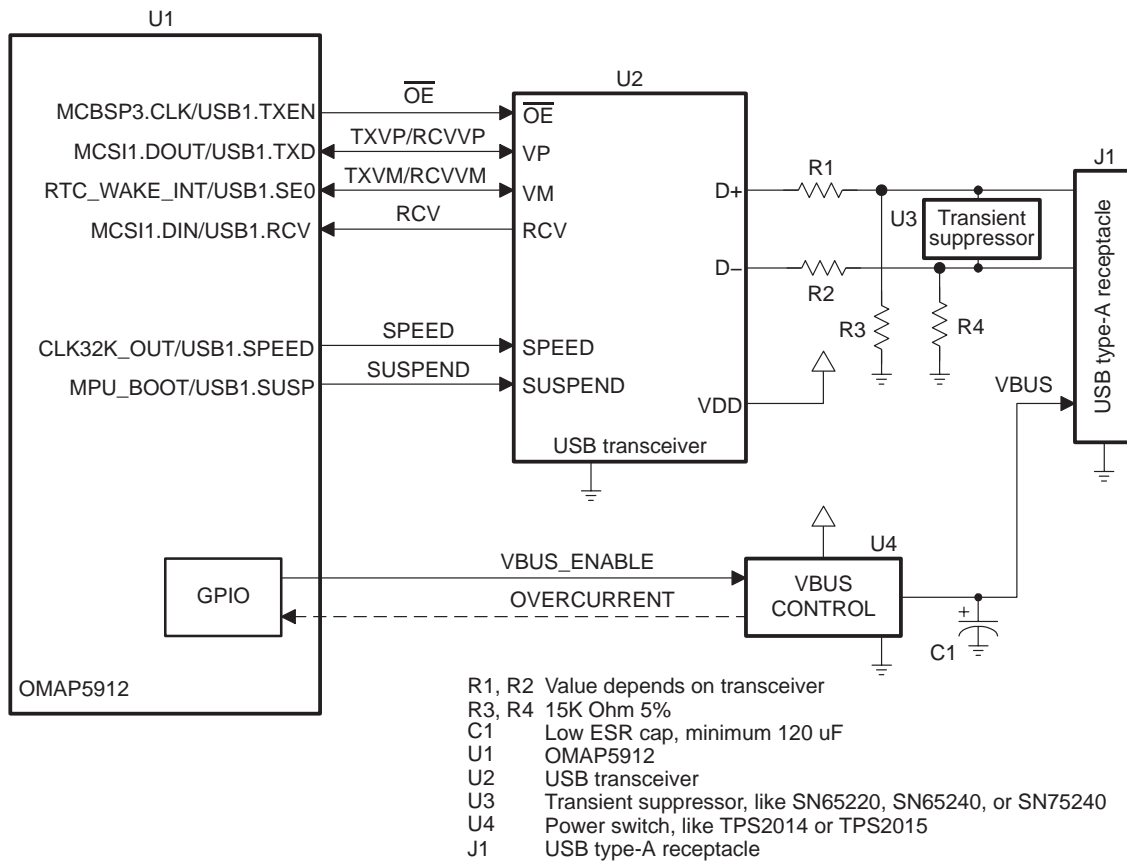 U1
MCBSP3.CLK/USB1.TXEN
MCSI1.DOUT/USB1.TXD
RTC_WAKE_INT/USB1.SE0
MCSI1.DIN/USB1.RCV
CLK32K_OUT/USB1.SPEED
MPU_BOOT/USB1.SUSP
GPIO
OMAP5912
OE
TXVP/RCVVP
TXVM/RCVVM
RCV
SPEED
SUSPEND
VBUS_ENABLE
OVERCURRENT
U2
OE
VP
VM
RCV
SPEED
SUSPEND
D+
D−
VDD
USB transceiver
R1
R2
R3
R4
U3
Transient
suppressor
J1
USB type-A receptacle
VBUS
U4
VBUS
CONTROL
+
C1
R1, R2 Value depends on transceiver
R3, R4 15K Ohm 5%
C1 Low ESR cap, minimum 120 uF
U1 OMAP5912
U2 USB transceiver
U3 Transient suppressor, like SN65220, SN65240, or SN75240
U4 Power switch, like TPS2014 or TPS2015
J1 USB type-A receptacle